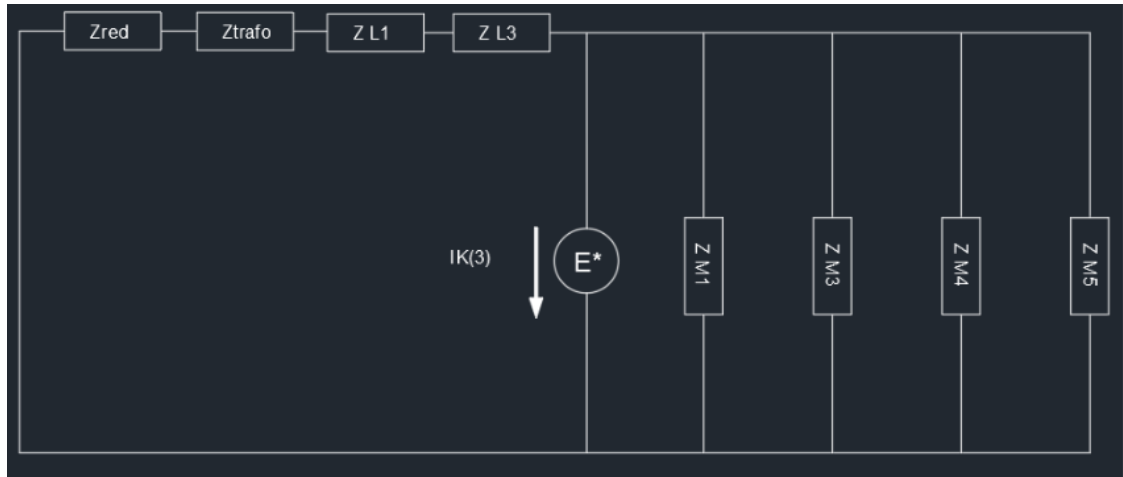 Zred
Ztrafo
Z L1
Z L3
IK(3)
E*
Z M1
Z M3
Z M4
Z M5